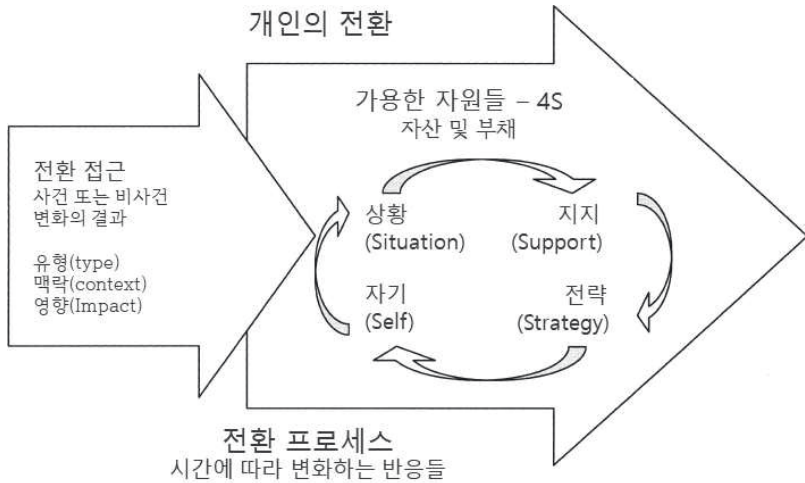 개인의 전환
가용한 자원들 – 4S
자산 및 부채
전환 접근
사건 또는 비사건
변화의 결과
유형(type)
맥락(context)
영향(Impact)
상황
(Situation)
지지
(Support)
자기
(Self)
전략
(Strategy)
전환 프로세스
시간에 따라 변화하는 반응들